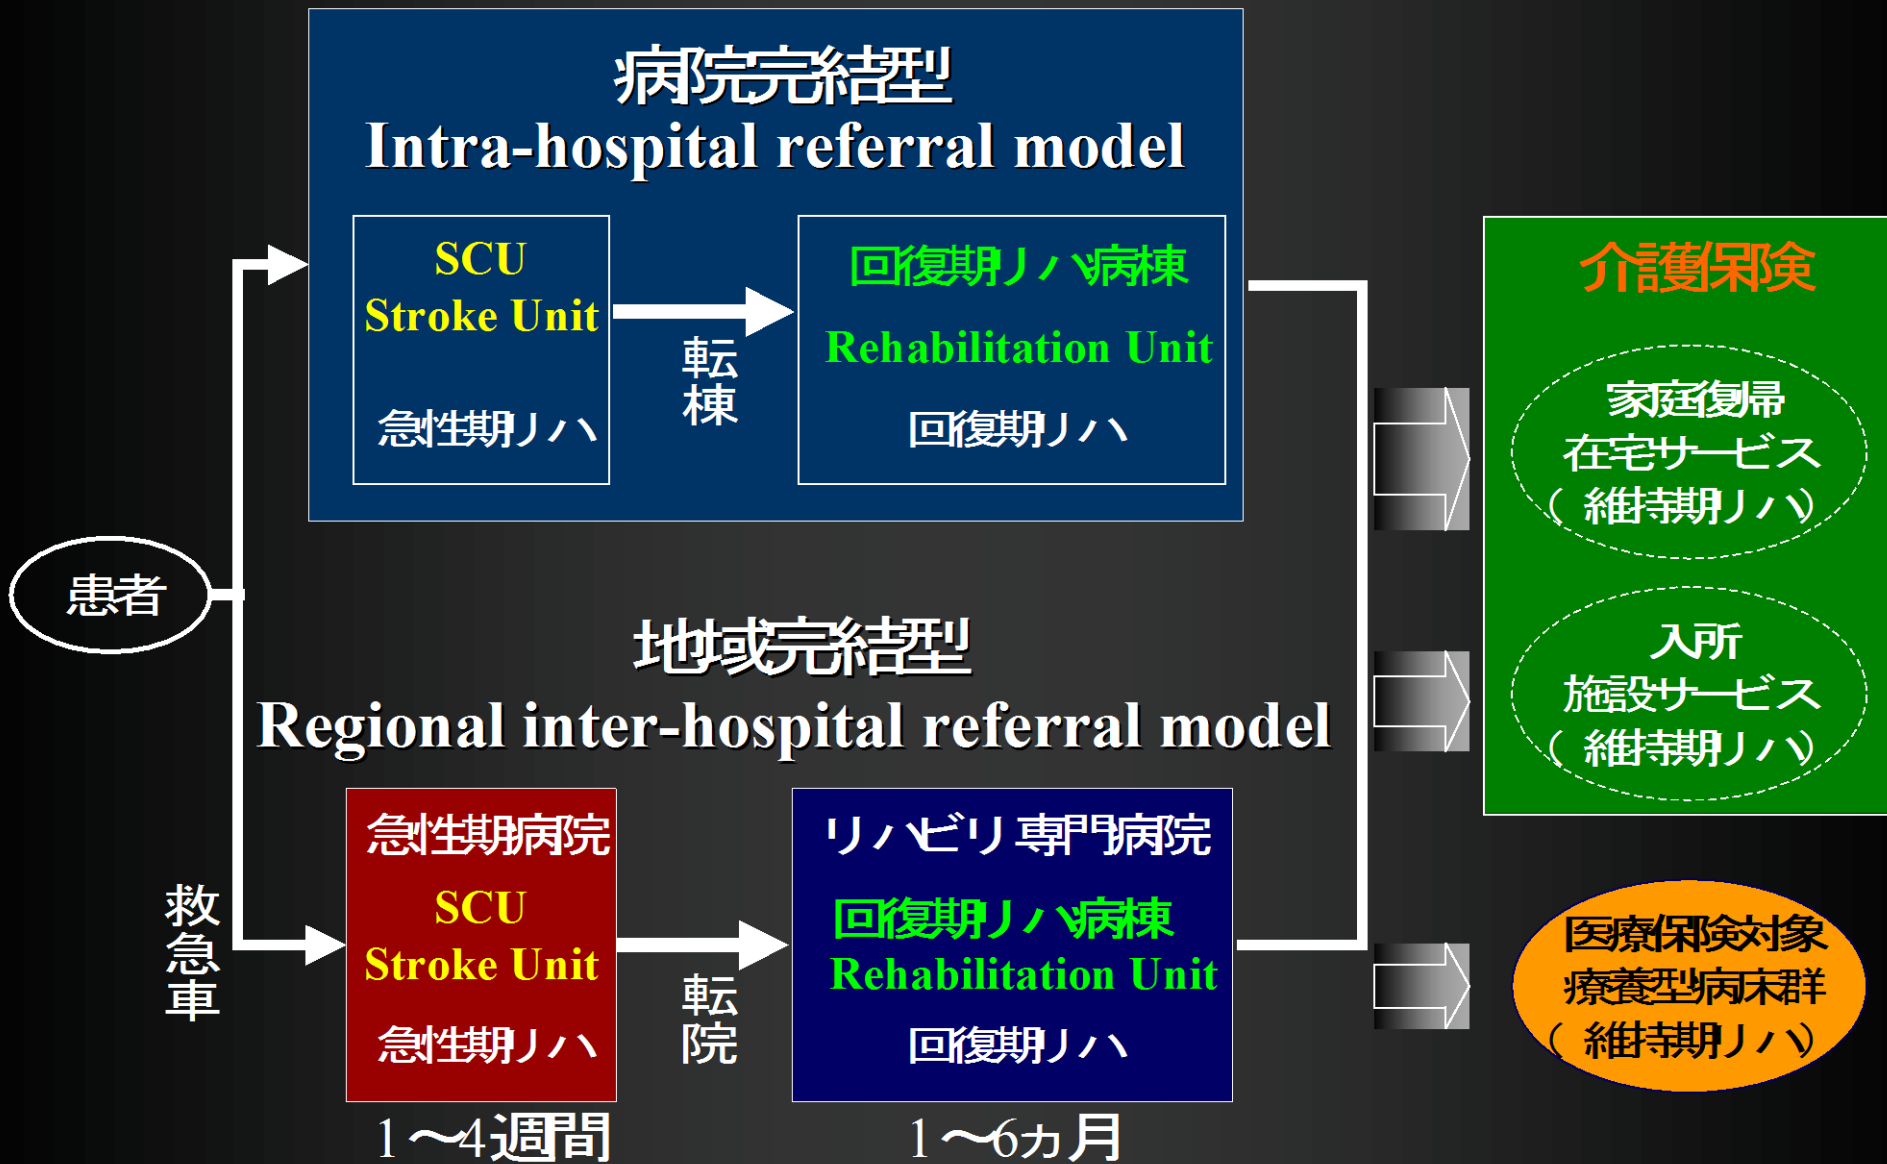 病院完結型
Intra-hospital referral model
SCU
Stroke Unit
急性期リハ
転棟
回復期リハ病棟
Rehabilitation Unit
回復期リハ
介護保険
家庭復帰
在宅サービス
( 維持期リハ)
入所
施設サービス
( 維持期リハ)
患者
地域完結型
Regional inter-hospital referral model
救急車
急性期病院
SCU
Stroke Unit
急性期リハ
1～4週間
転院
リハビリ専門病院
回復期リハ病棟
Rehabilitation Unit
回復期リハ
1～6カ月
医療保険対象
療養型病床群
( 維持期リハ)